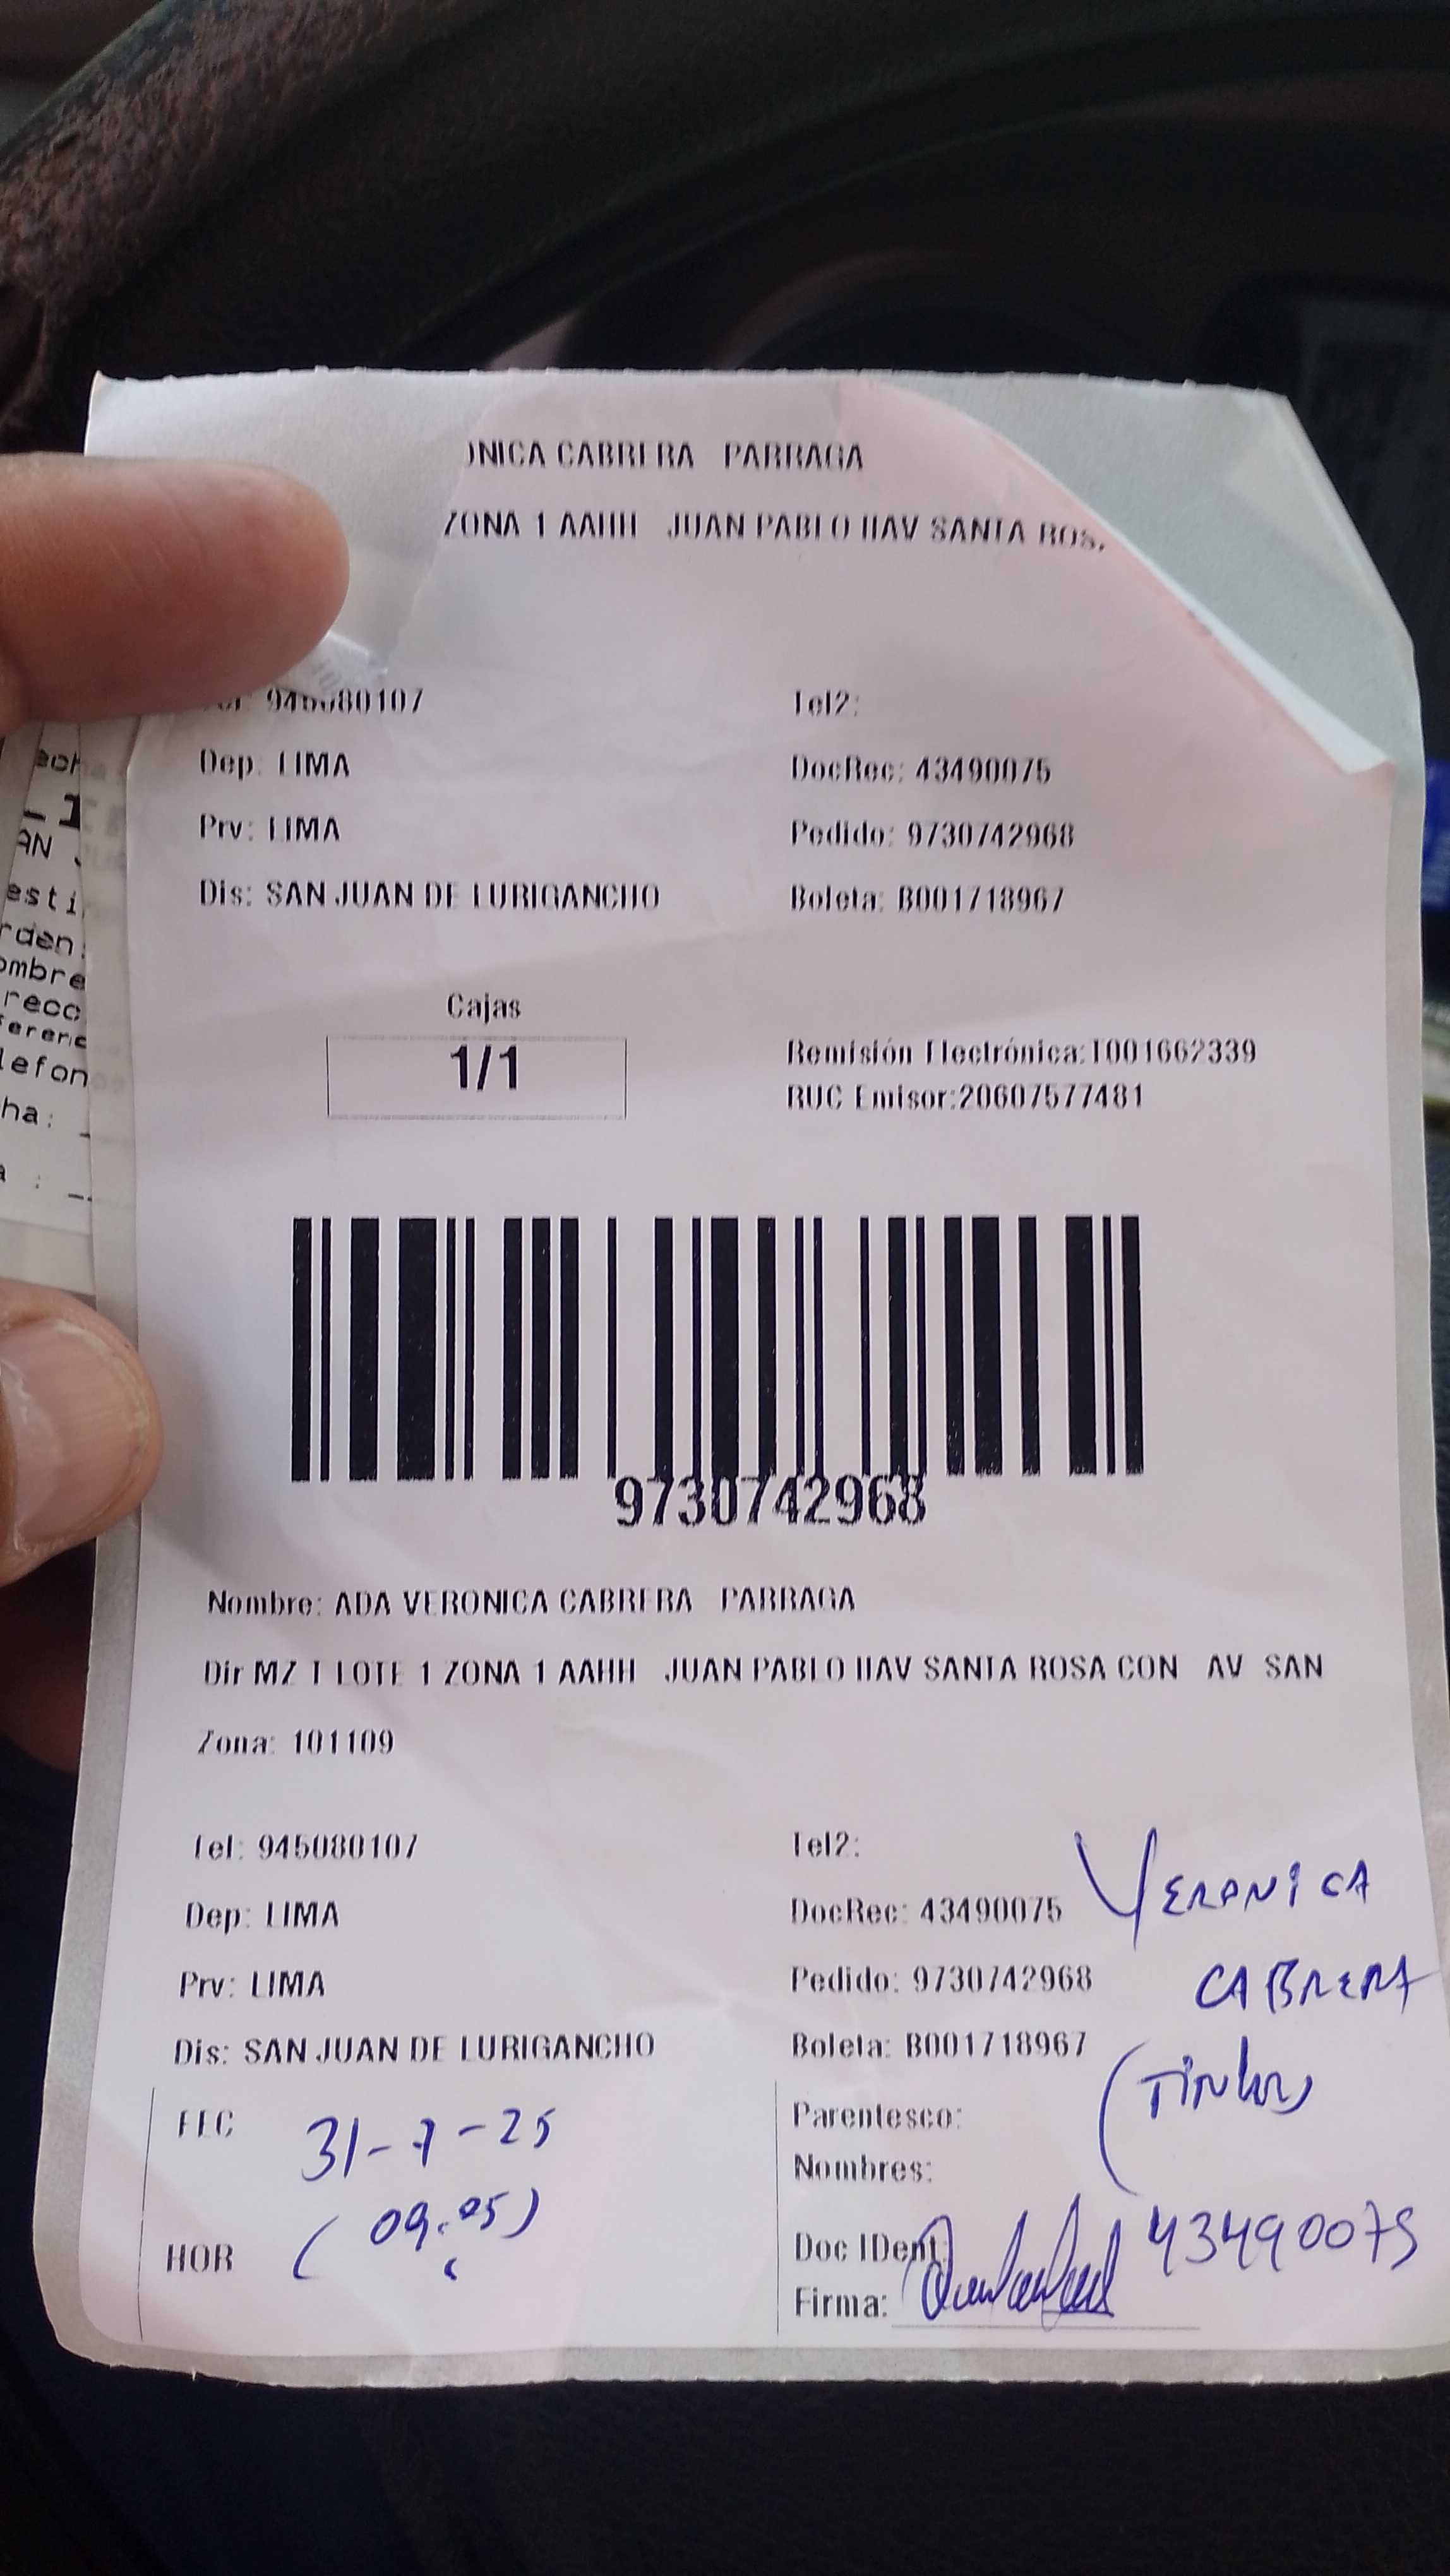 ONICA CABRERA PARRAGA
ZONA 1 AAHH JUAN PABLO IIAV SANTA ROS
945080107 Tel2:
Dep: LIMA DocRec: 43490075
Prv: LIMA Pedido: 9730742968
Dis: SAN JUAN DE LURIGANCHO Boleta: B001718967
Cajas
1/1
Remisión Electrónica:T001662339
RUC Emisor:20607577481
9730742968
Nombre: ADA VERONICA CABRERA PARRAGA
Dir MZ T LOTE 1 ZONA 1 AAHH JUAN PABLO IIAV SANTA ROSA CON AV SAN
Zona: 101109
Tel: 945080107 Tel2:
Dep: LIMA DocRec: 43490075
Prv: LIMA Pedido: 9730742968
Dis: SAN JUAN DE LURIGANCHO Boleta: B001718967
VERONICA
CABRERA
FEC 31-7-25
Parentesco:
Nombres:
HOR (09:05)
Doc IDent: 43490075
Firma: